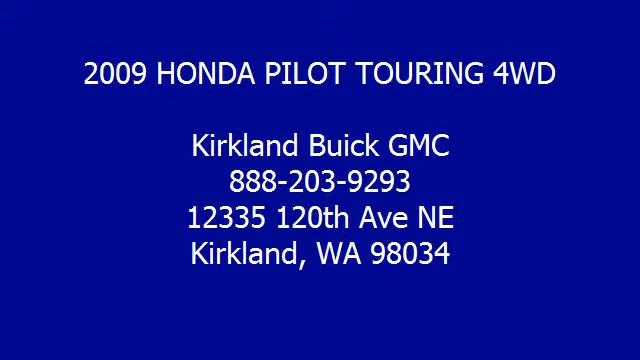 2009 HONDA PILOT TOURING 4WD
Kirkland Buick GMC
888-203-9293
12335 120th Ave NE
Kirkland, WA 98034